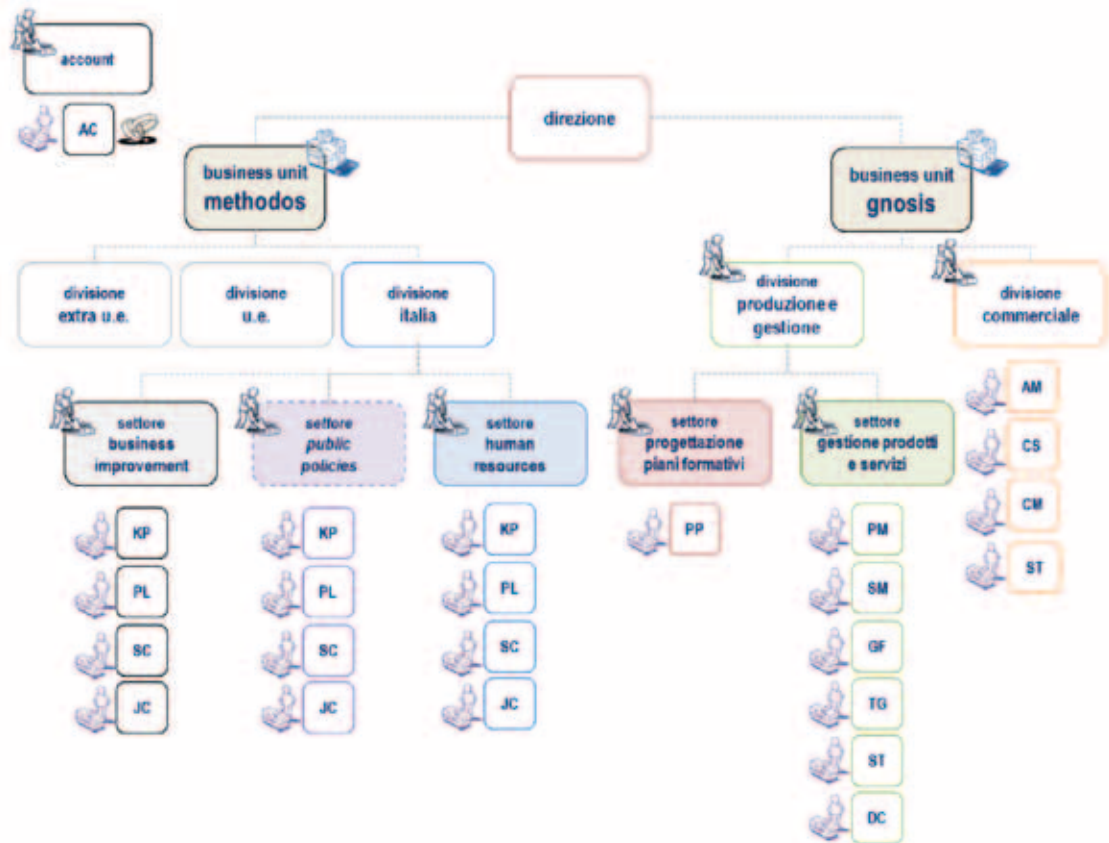 account
AC
direzione
business unit
methodos
business unit
gnosis
divisione
extra u.e.
divisione
u.e.
divisione
italia
divisione
produzione e
gestione
divisione
commerciale
settore
business
improvement
settore
public
policies
settore
human
resources
settore
progettazione
piani formativi
settore
gestione prodotti
e servizi
KP
PL
SC
JC
KP
PL
SC
JC
KP
PL
SC
JC
PP
PM
SM
GF
TG
ST
DC
AM
CS
CM
ST